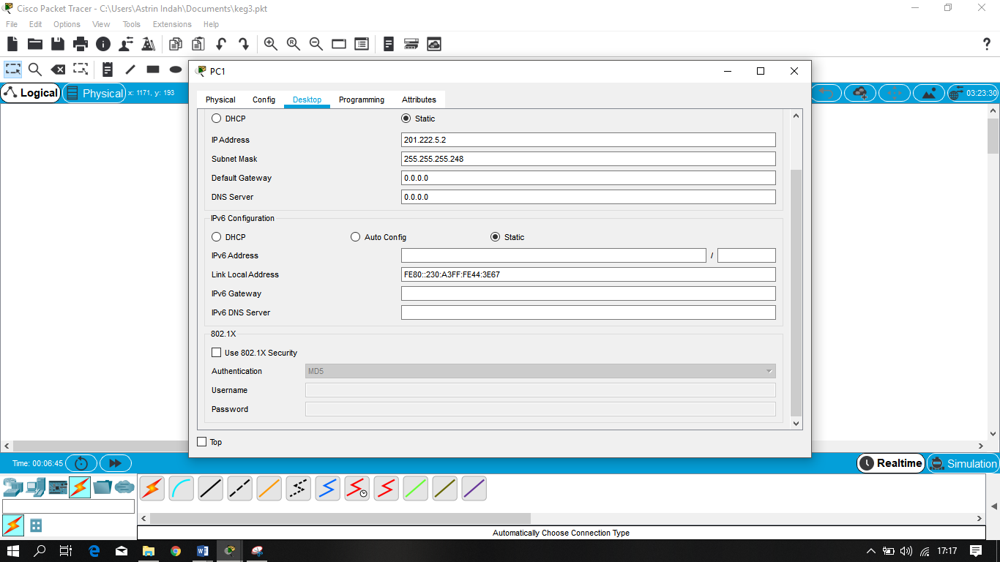 Cisco Packet Tracer - C:\Users\Astrin Indah\Documents\keg3.pkt
File Edit Options View Tools Extensions Help
PC1
Logical Physical x: 1171, y: 193 03:23:30
Physical Config Desktop Programming Attributes
DHCP Static
IP Address 201.222.5.2
Subnet Mask 255.255.255.248
Default Gateway 0.0.0.0
DNS Server 0.0.0.0
IPv6 Configuration
DHCP Auto Config Static
IPv6 Address /
Link Local Address FE80::230:A3FF:FE44:3E67
IPv6 Gateway
IPv6 DNS Server
802.1X
Use 802.1X Security
Authentication MD5
Username
Password
Top
Time: 00:06:45 Realtime Simulation
Automatically Choose Connection Type
17:17